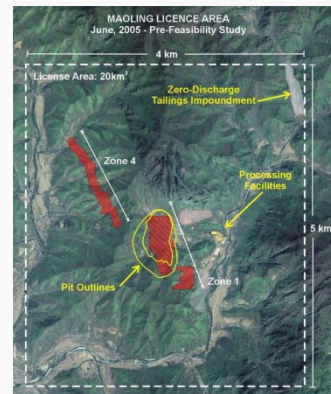 MAOLING LICENCE AREA
June, 2005 - Pre-Feasibility Study
4 km
License Area: 20km²
Zero-Discharge
Tailings Impoundment
Zone 4
Processing
Facilities
5 km
Pit Outlines
Zone 1